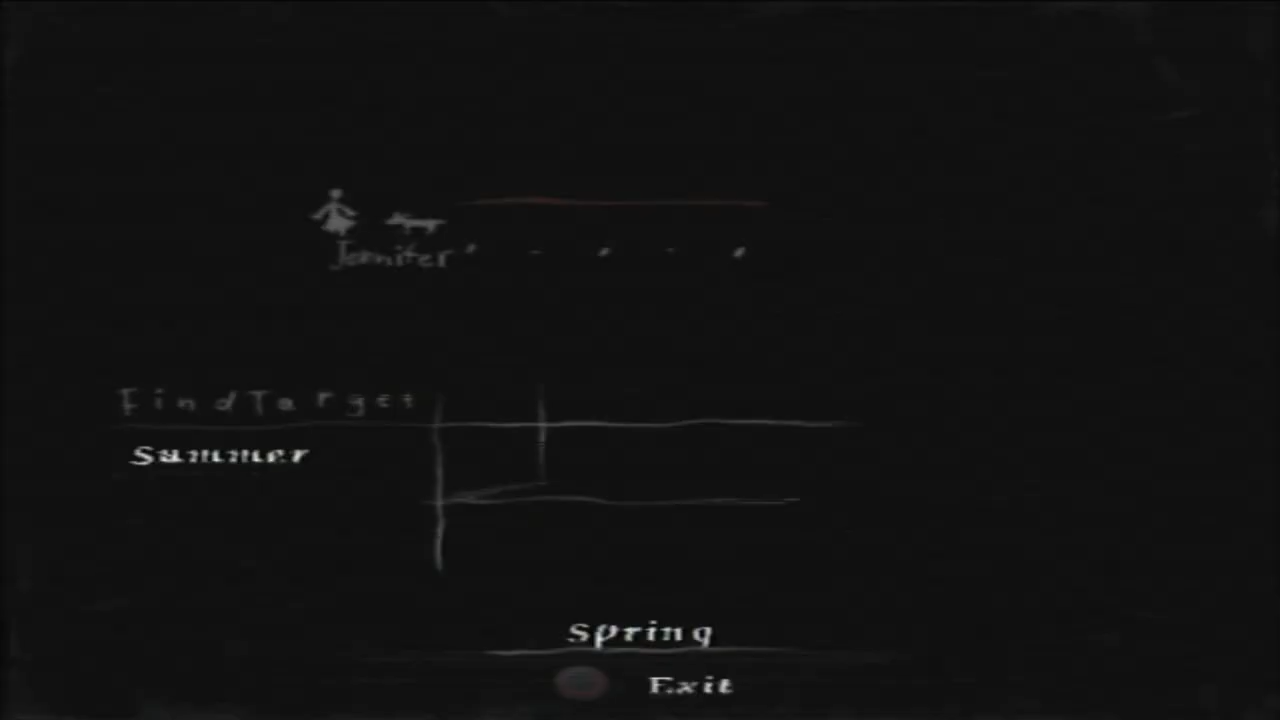 Jennifer
Find Target
Summer
Spring
Exit